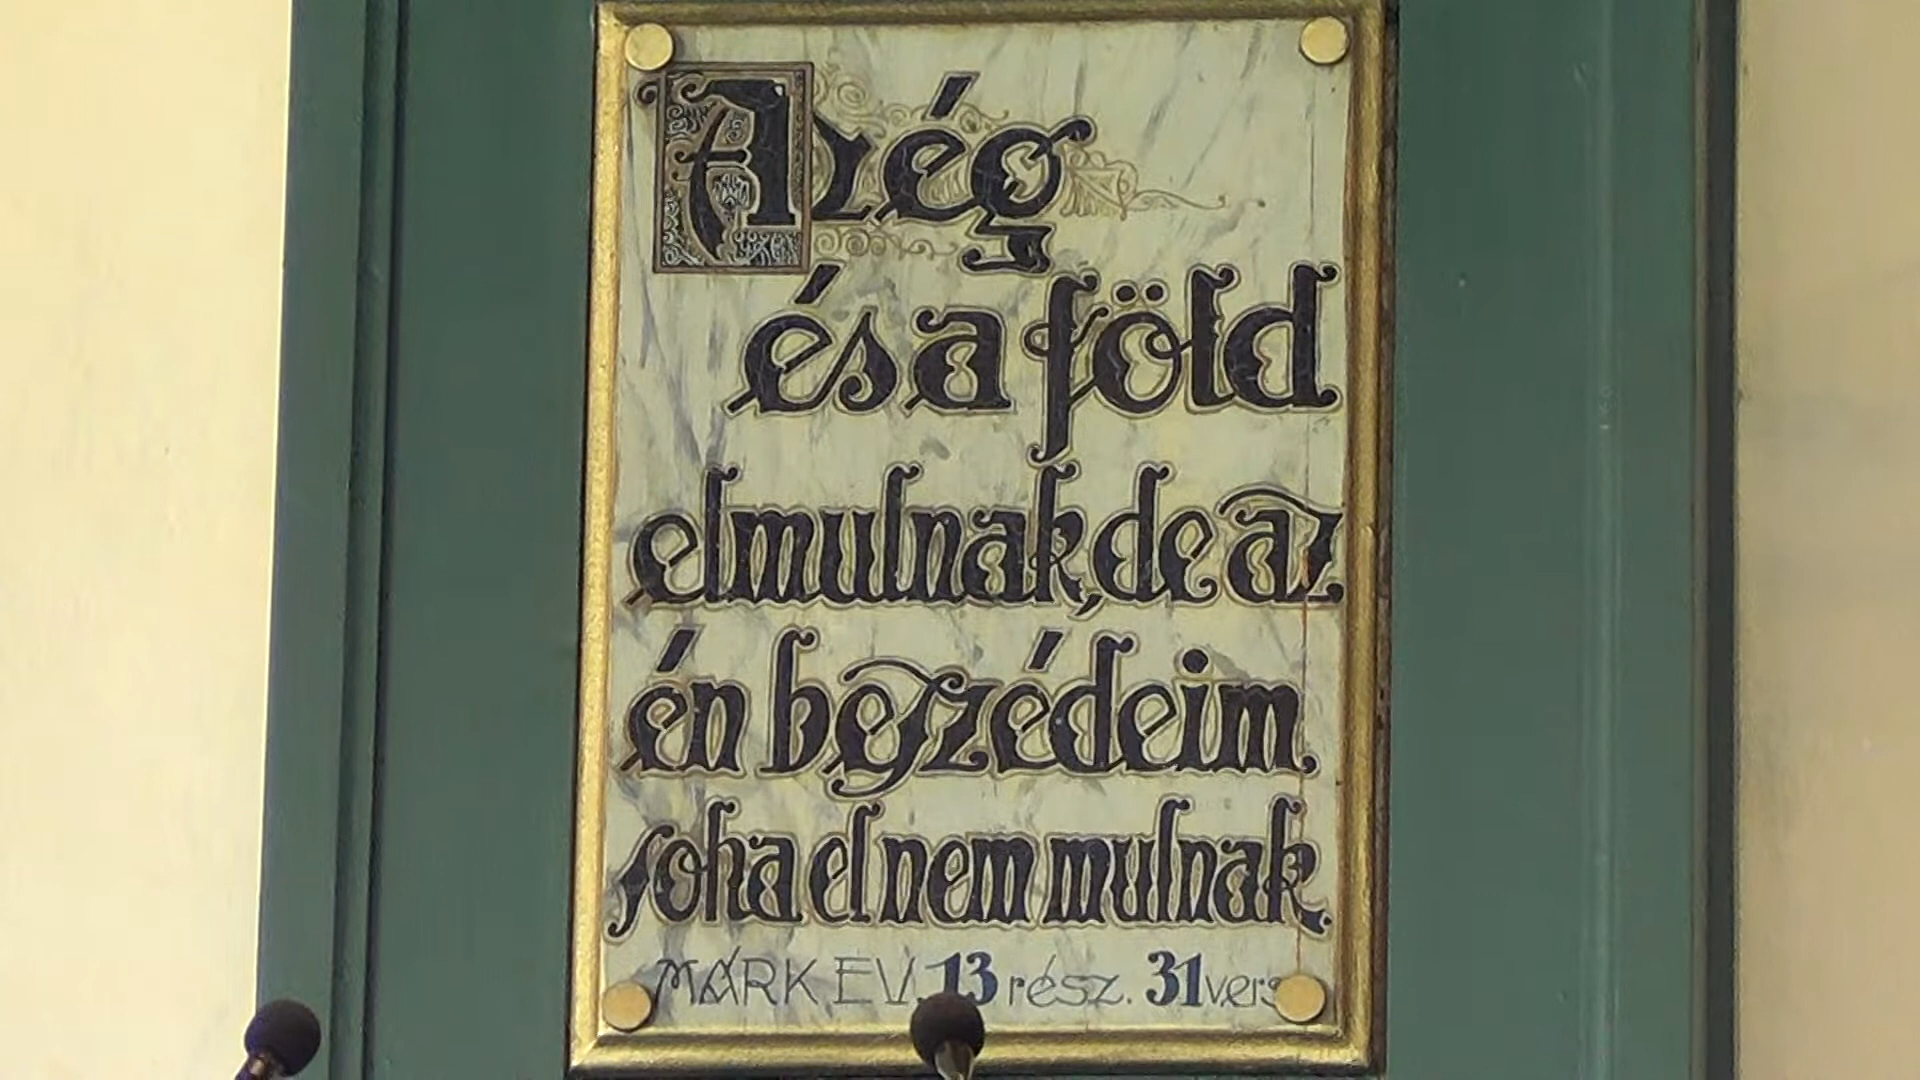 Az ég
és a föld
elmulnak, de az
én beszédeim
soha el nem mulnak.
MÁRK EV. 13 rész. 31 vers